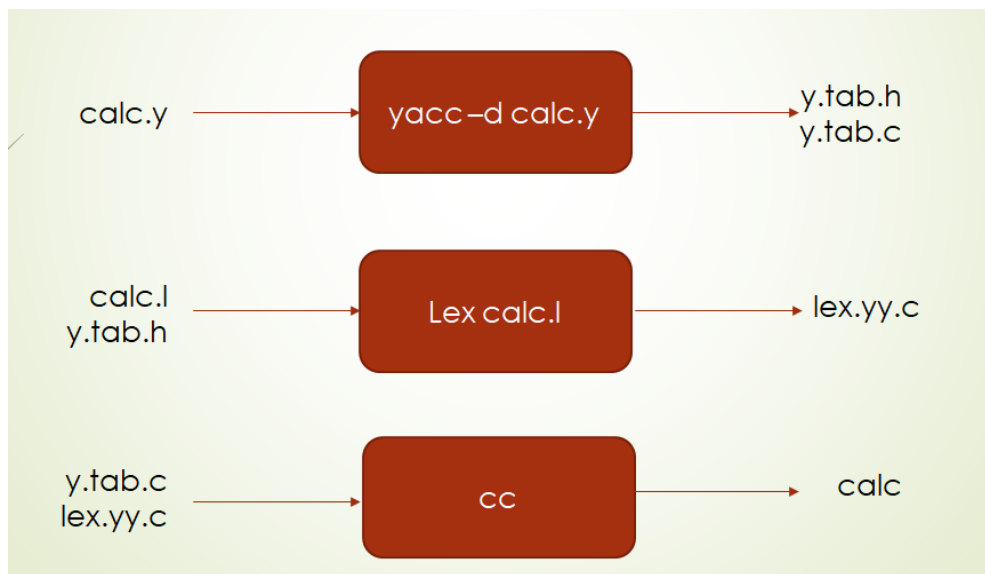 calc.y
yacc –d calc.y
y.tab.h
y.tab.c
calc.l
y.tab.h
Lex calc.l
lex.yy.c
y.tab.c
lex.yy.c
cc
calc